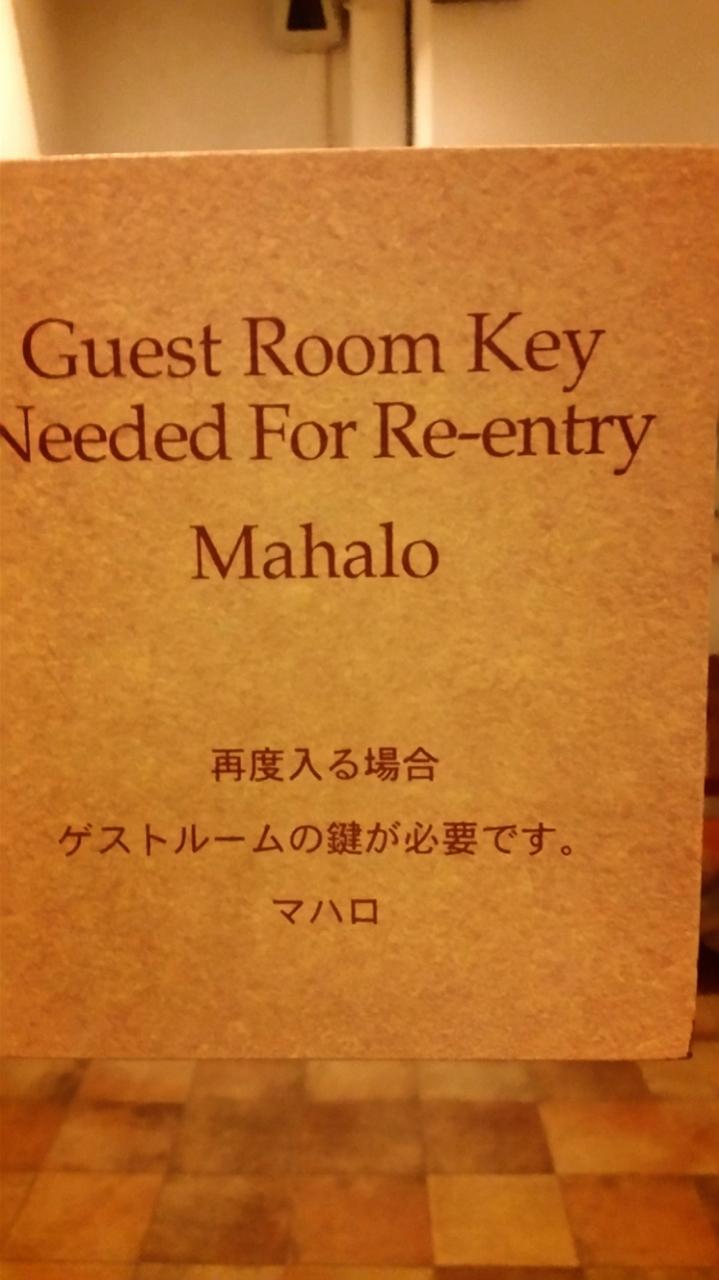 Guest Room Key
Needed For Re-entry
Mahalo
再度入る場合
ゲストルームの鍵が必要です。
マハロ